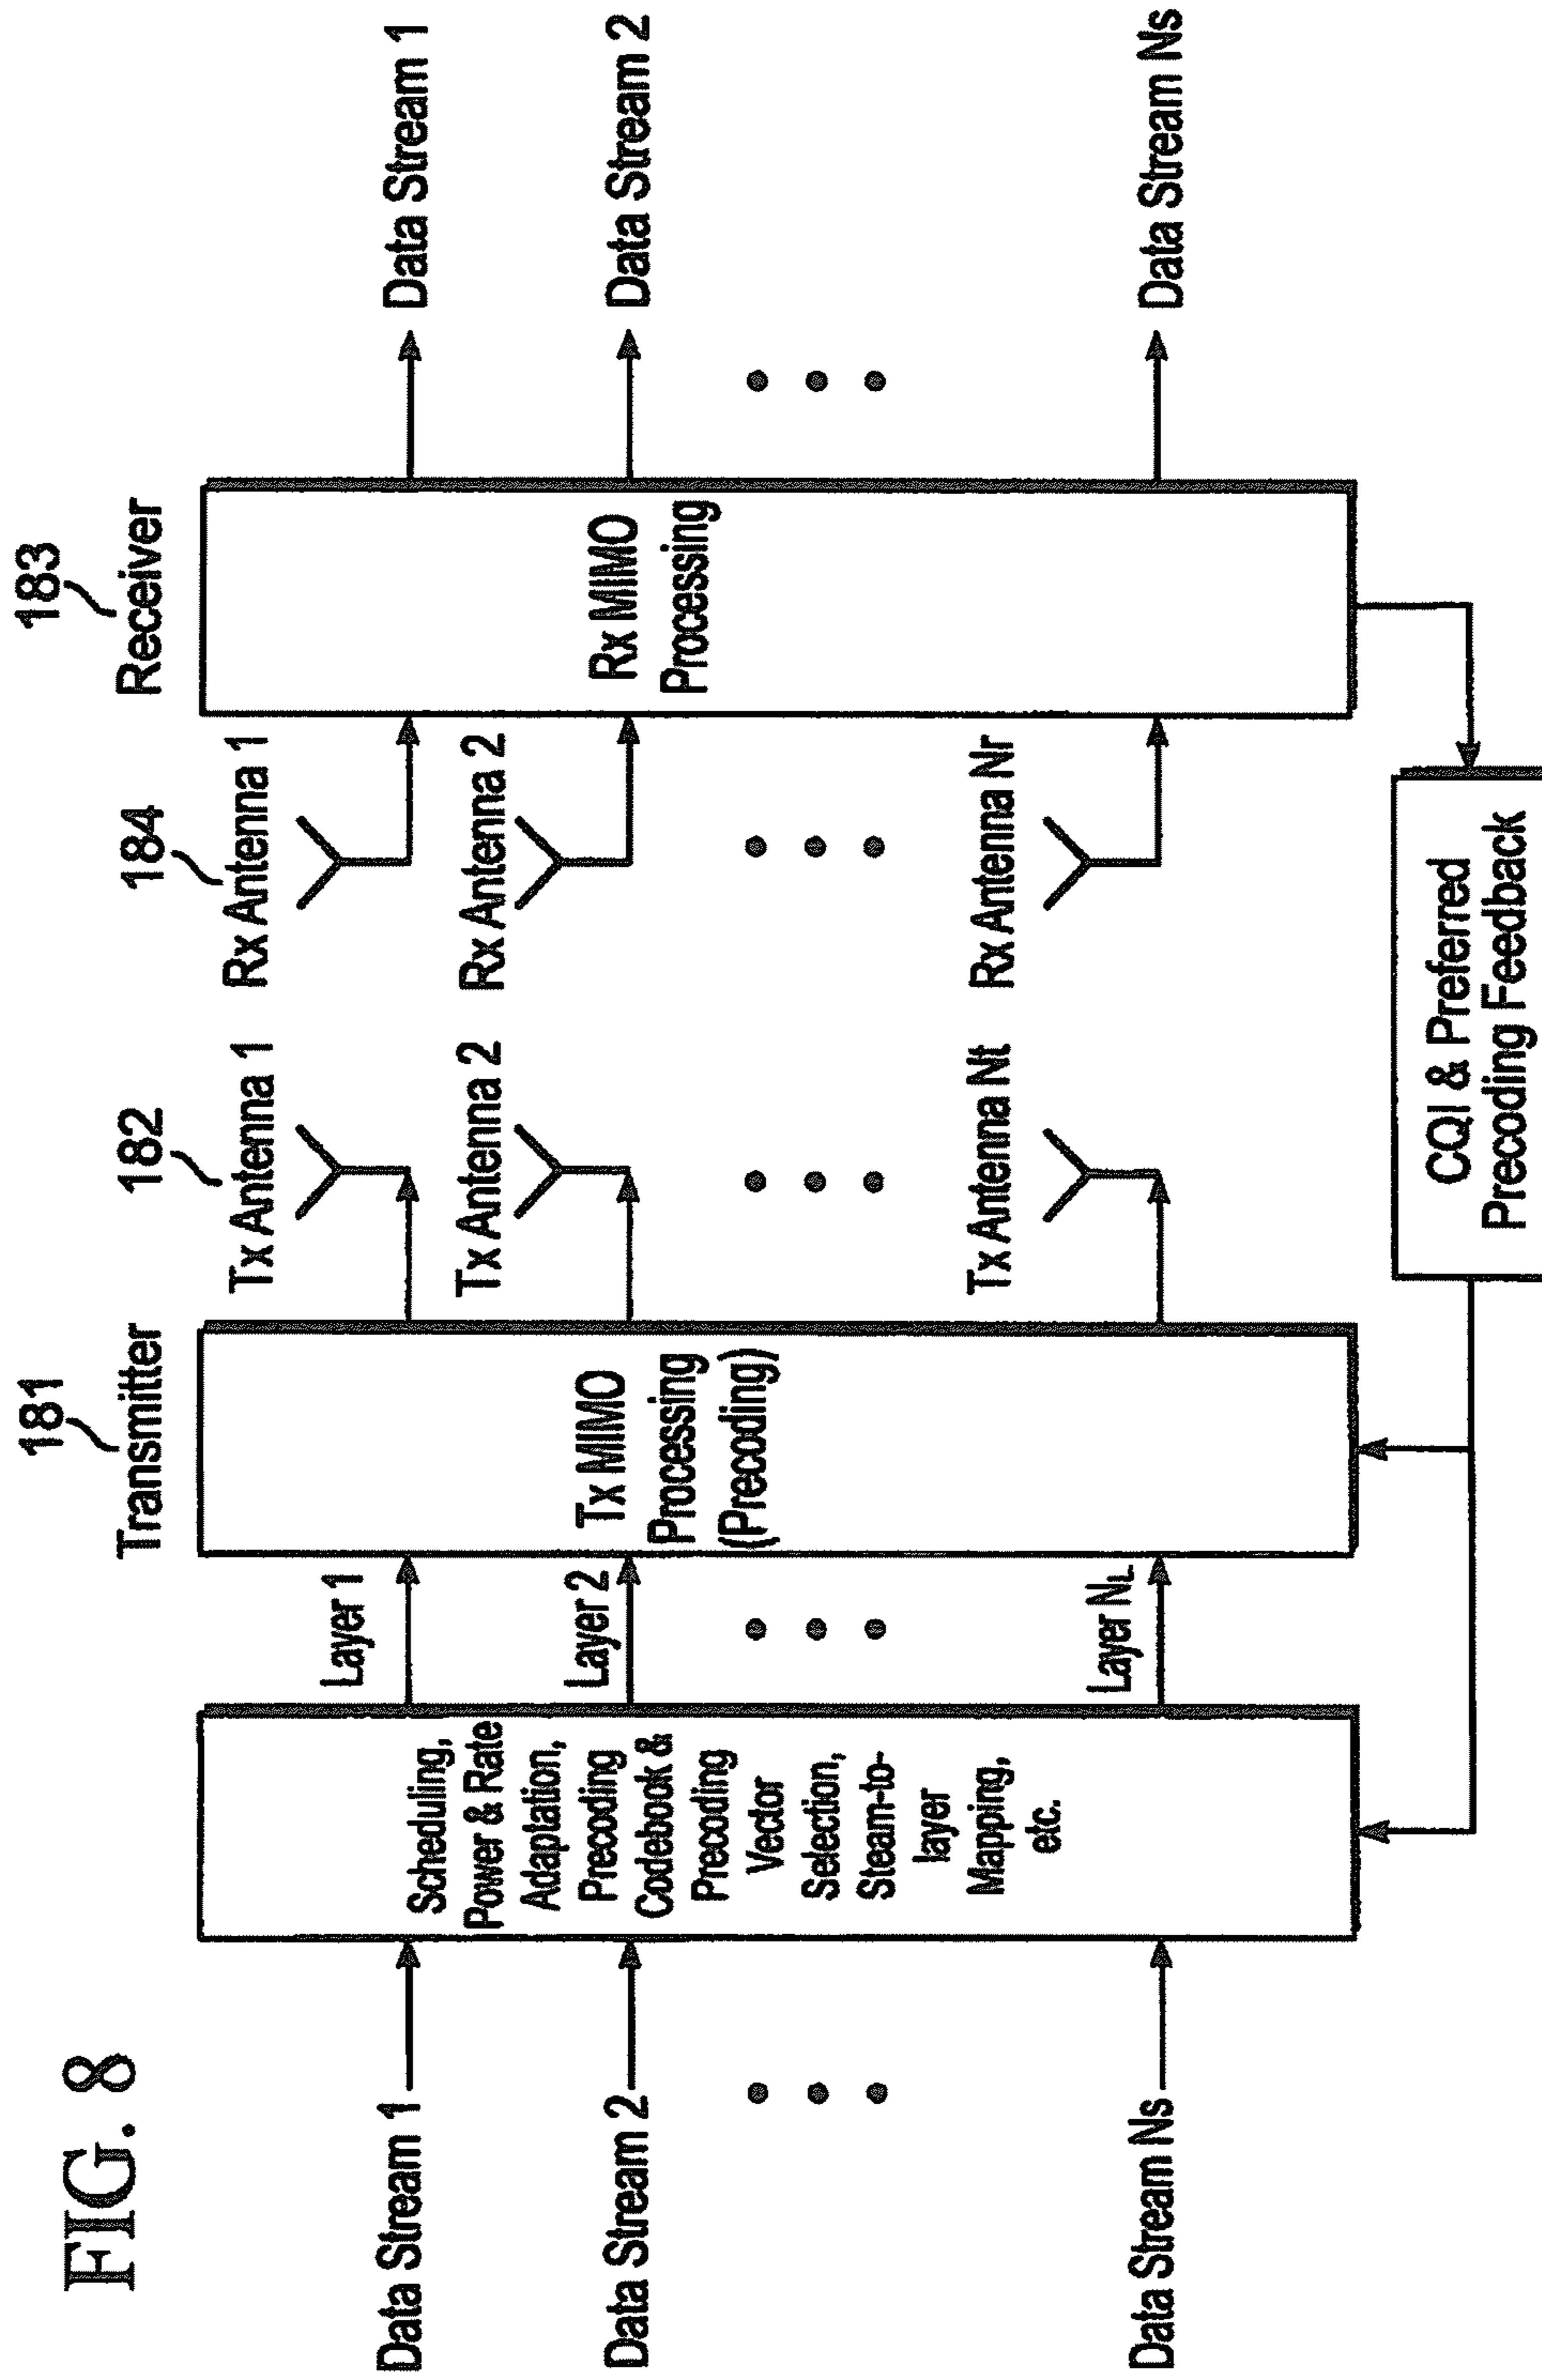 FIG. 8
Data Stream 1
Data Stream 2
Data Stream Ns
Scheduling,
Power & Rate
Adaptation,
Precoding
Codebook &
Precoding
Vector
Selection,
Steam-to-
layer
Mapping,
etc.
Layer 1
Layer 2
Layer NL
181
Transmitter
Tx MIMO
Processing
(Precoding)
182
Tx Antenna 1
Tx Antenna 2
Tx Antenna Nt
184
Rx Antenna 1
Rx Antenna 2
Rx Antenna Nr
183
Receiver
Rx MIMO
Processing
Data Stream 1
Data Stream 2
Data Stream Ns
CQI & Preferred
Precoding Feedback